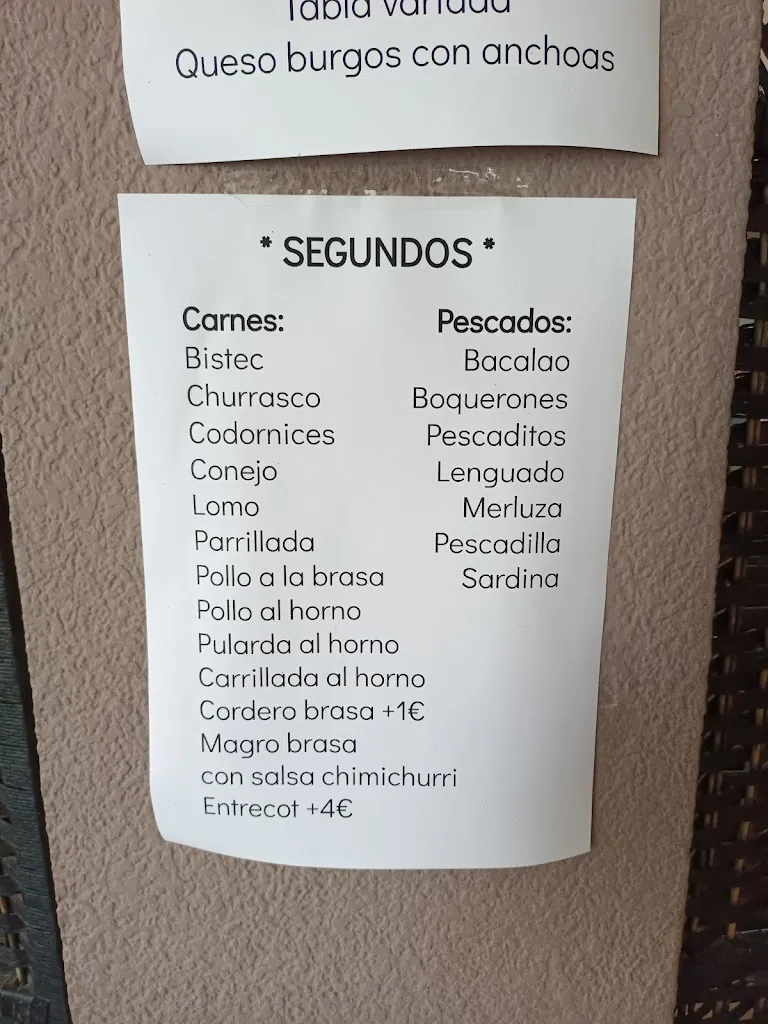 Tabla variada
Queso burgos con anchoas
* SEGUNDOS *
Carnes:
Bistec
Churrasco
Codornices
Conejo
Lomo
Parrillada
Pollo a la brasa
Pollo al horno
Pularda al horno
Carrillada al horno
Cordero brasa +1€
Magro brasa
con salsa chimichurri
Entrecot +4€
Pescados:
Bacalao
Boquerones
Pescaditos
Lenguado
Merluza
Pescadilla
Sardina